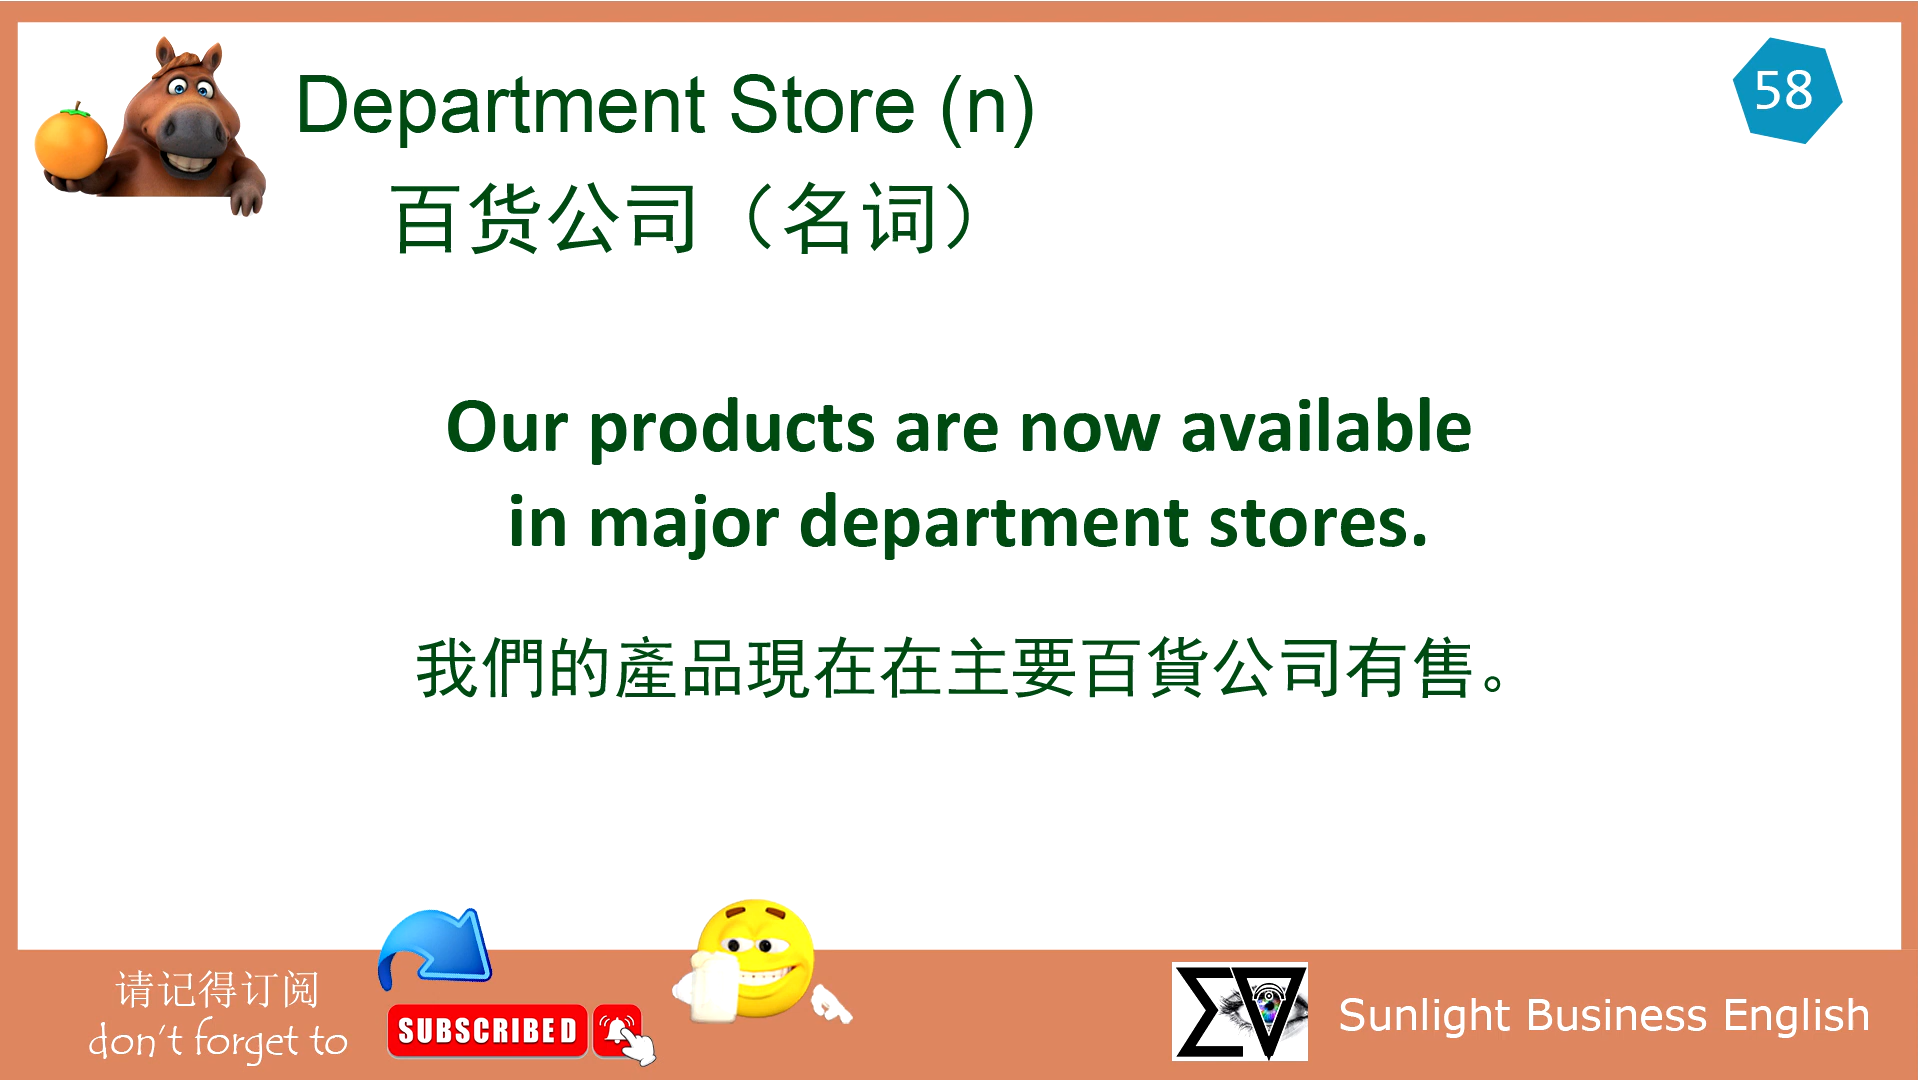 Department Store (n)
58
百货公司（名词）
Our products are now available
in major department stores.
我們的產品現在在主要百貨公司有售。
请记得订阅
don't forget to
SUBSCRIBED
Sunlight Business English